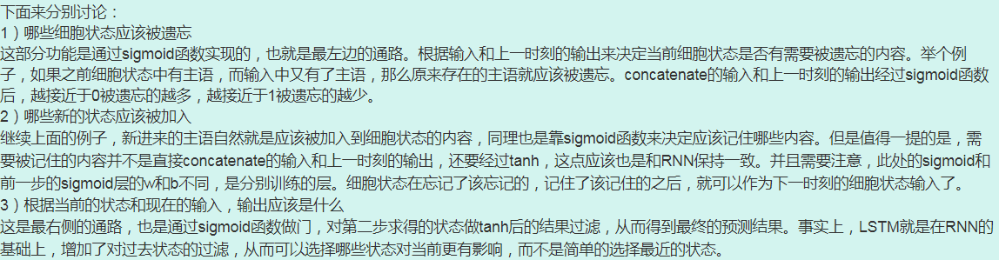 下面来分别讨论：
1）哪些细胞状态应该被遗忘
这部分功能是通过sigmoid函数实现的，也就是最左边的通路。根据输入和上一时刻的输出来决定当前细胞状态是否有需要被遗忘的内容。举个例
子，如果之前细胞状态中有主语，而输入中又有了主语，那么原来存在的主语就应该被遗忘。concatenate的输入和上一时刻的输出经过sigmoid函数
后，越接近于0被遗忘的越多，越接近于1被遗忘的越少。
2）哪些新的状态应该被加入
继续上面的例子，新进来的主语自然就是应该被加入到细胞状态的内容，同理也是靠sigmoid函数来决定应该记住哪些内容。但是值得一提的是，需
要被记住的内容并不是直接concatenate的输入和上一时刻的输出，还要经过tanh，这点应该也是和RNN保持一致。并且需要注意，此处的sigmoid和
前一步的sigmoid层的w和b不同，是分别训练的层。细胞状态在忘记了该忘记的，记住了该记住的之后，就可以作为下一时刻的细胞状态输入了。
3）根据当前的状态和现在的输入，输出应该是什么
这是最右侧的通路，也是通过sigmoid函数做门，对第二步求得的状态做tanh后的结果过滤，从而得到最终的预测结果。事实上，LSTM就是在RNN的
基础上，增加了对过去状态的过滤，从而可以选择哪些状态对当前更有影响，而不是简单的选择最近的状态。